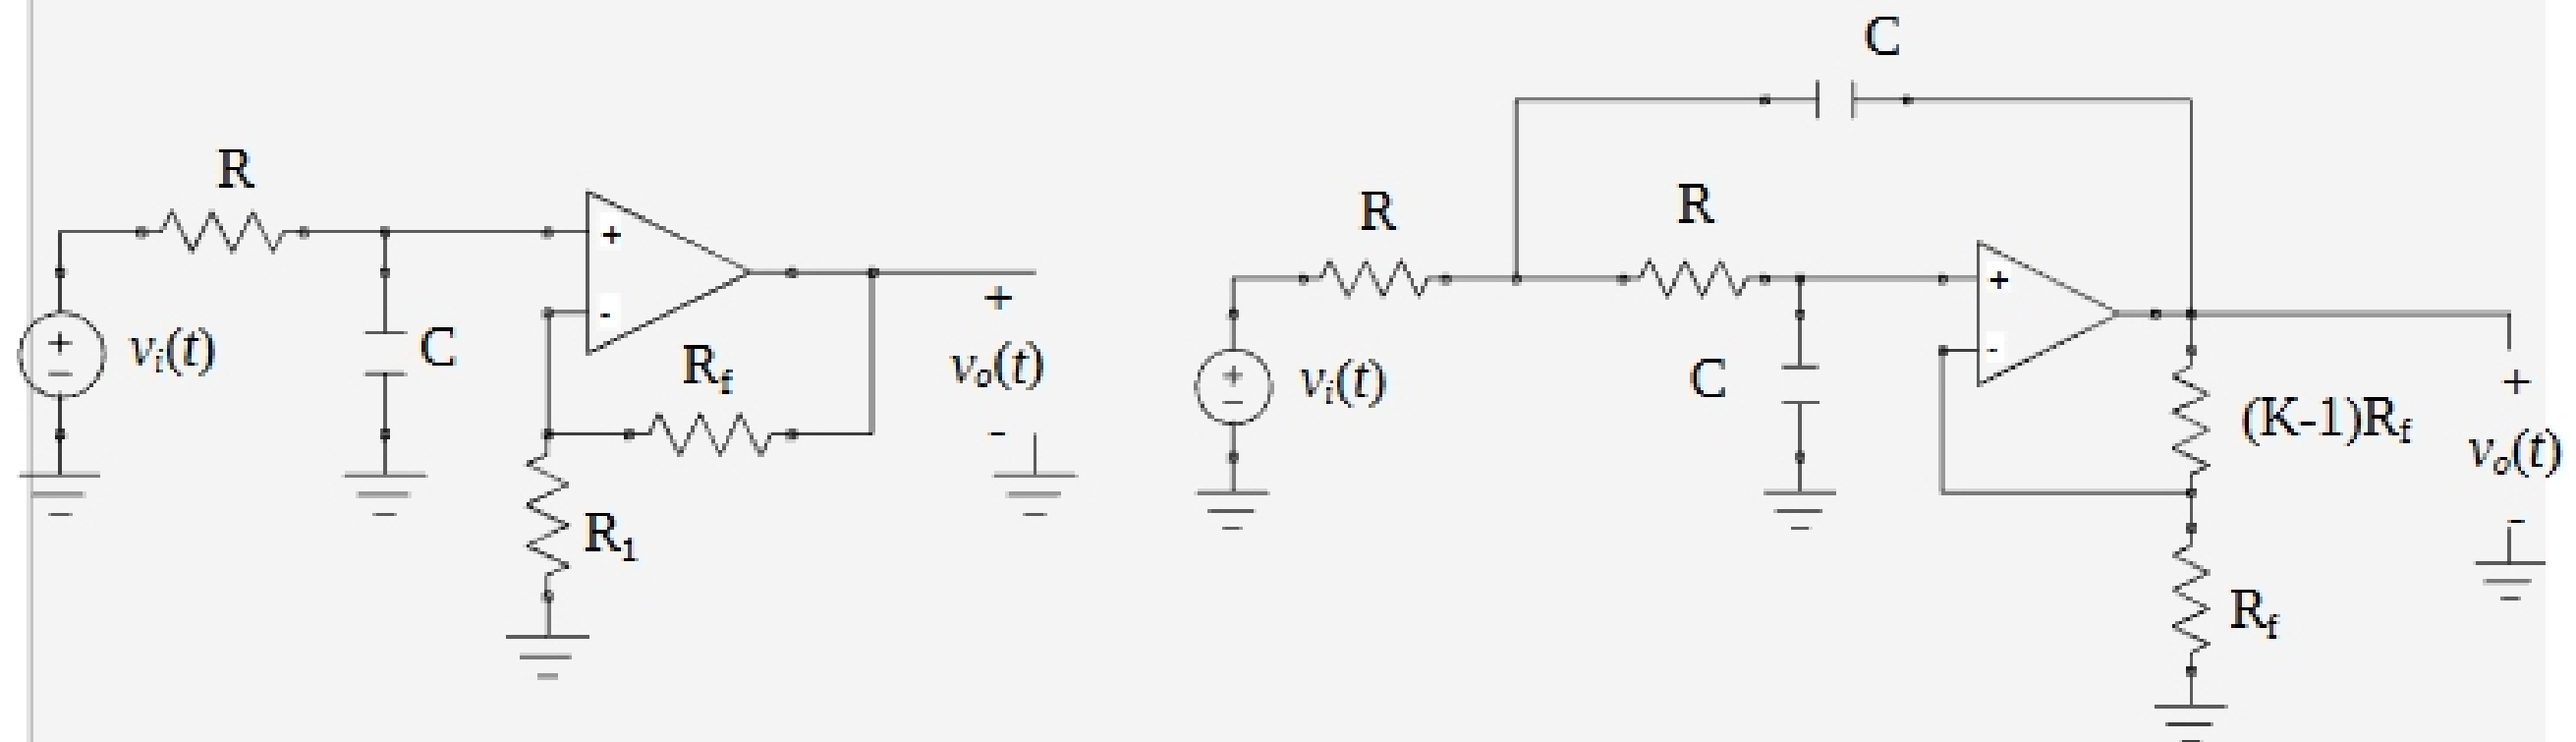 R
+
-
+
-
vi(t)
C
Rf
R1
+
vo(t)
-
C
R
R
+
-
+
-
vi(t)
C
(K-1)Rf
Rf
+
vo(t)
-